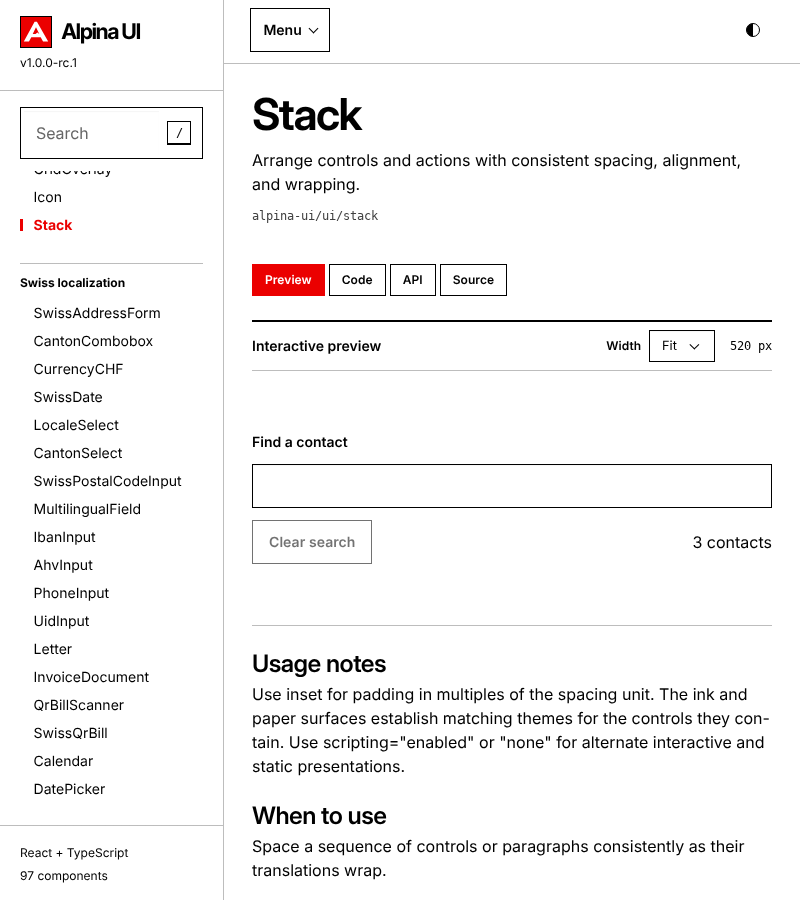 Alpina UI
v1.0.0-rc.1
Search /
GridOverlay
Icon
Stack
Swiss localization
SwissAddressForm
CantonCombobox
CurrencyCHF
SwissDate
LocaleSelect
CantonSelect
SwissPostalCodeInput
MultilingualField
IbanInput
AhvInput
PhoneInput
UidInput
Letter
InvoiceDocument
QrBillScanner
SwissQrBill
Calendar
DatePicker
React + TypeScript
97 components
Menu
Stack
Arrange controls and actions with consistent spacing, alignment,
and wrapping.
alpina-ui/ui/stack
Preview Code API Source
Interactive preview Width Fit 520 px
Find a contact
Clear search 3 contacts
Usage notes
Use inset for padding in multiples of the spacing unit. The ink and
paper surfaces establish matching themes for the controls they con-
tain. Use scripting="enabled" or "none" for alternate interactive and
static presentations.
When to use
Space a sequence of controls or paragraphs consistently as their
translations wrap.